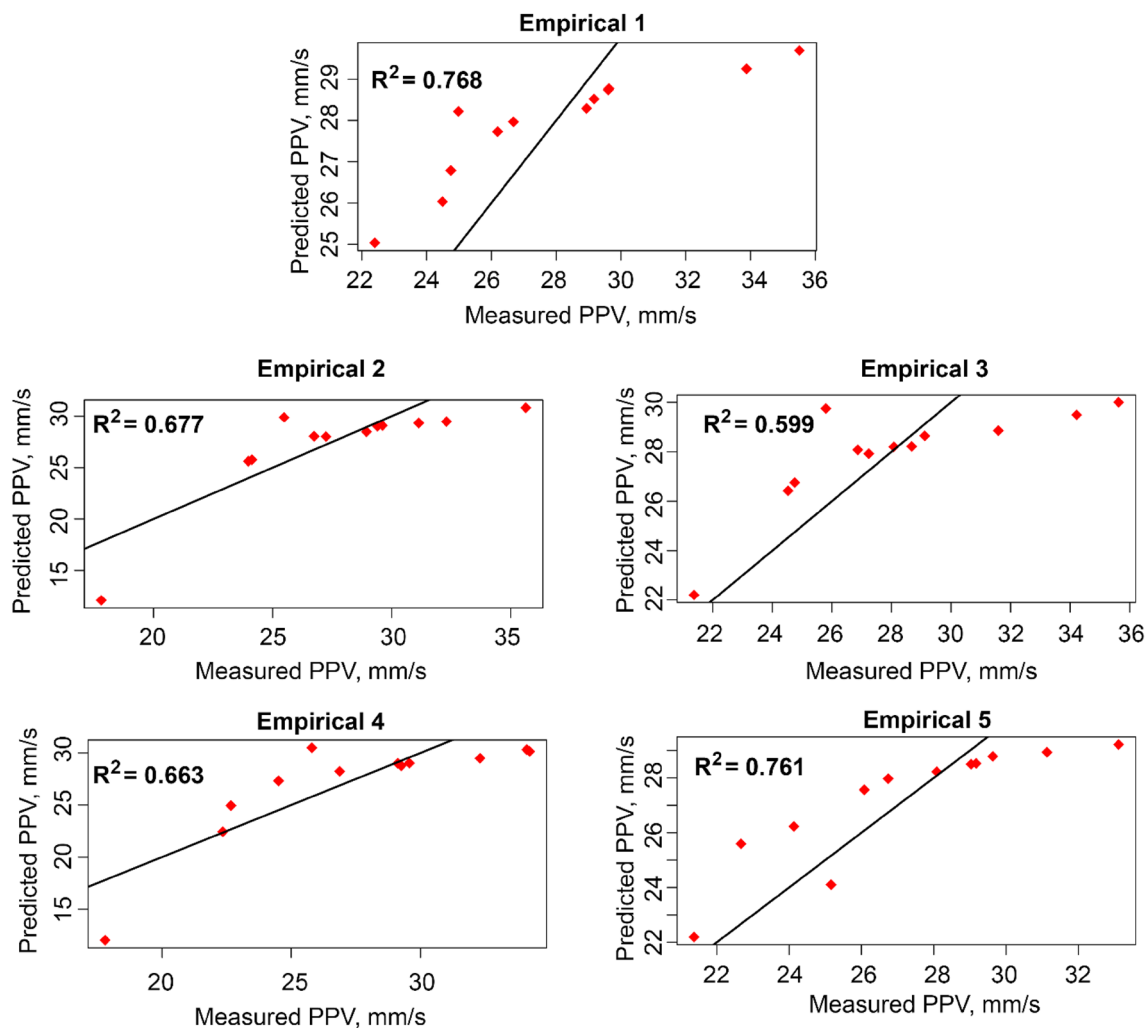 Empirical 1
R² = 0.768
Predicted PPV, mm/s
29
28
27
26
25
22 24 26 28 30 32 34 36
Measured PPV, mm/s
Empirical 2
R² = 0.677
Predicted PPV, mm/s
30
25
20
15
20 25 30 35
Measured PPV, mm/s
Empirical 3
R² = 0.599
Predicted PPV, mm/s
30
28
26
24
22
22 24 26 28 30 32 34 36
Measured PPV, mm/s
Empirical 4
R² = 0.663
Predicted PPV, mm/s
30
25
20
15
20 25 30
Measured PPV, mm/s
Empirical 5
R² = 0.761
Predicted PPV, mm/s
28
26
24
22
22 24 26 28 30 32
Measured PPV, mm/s